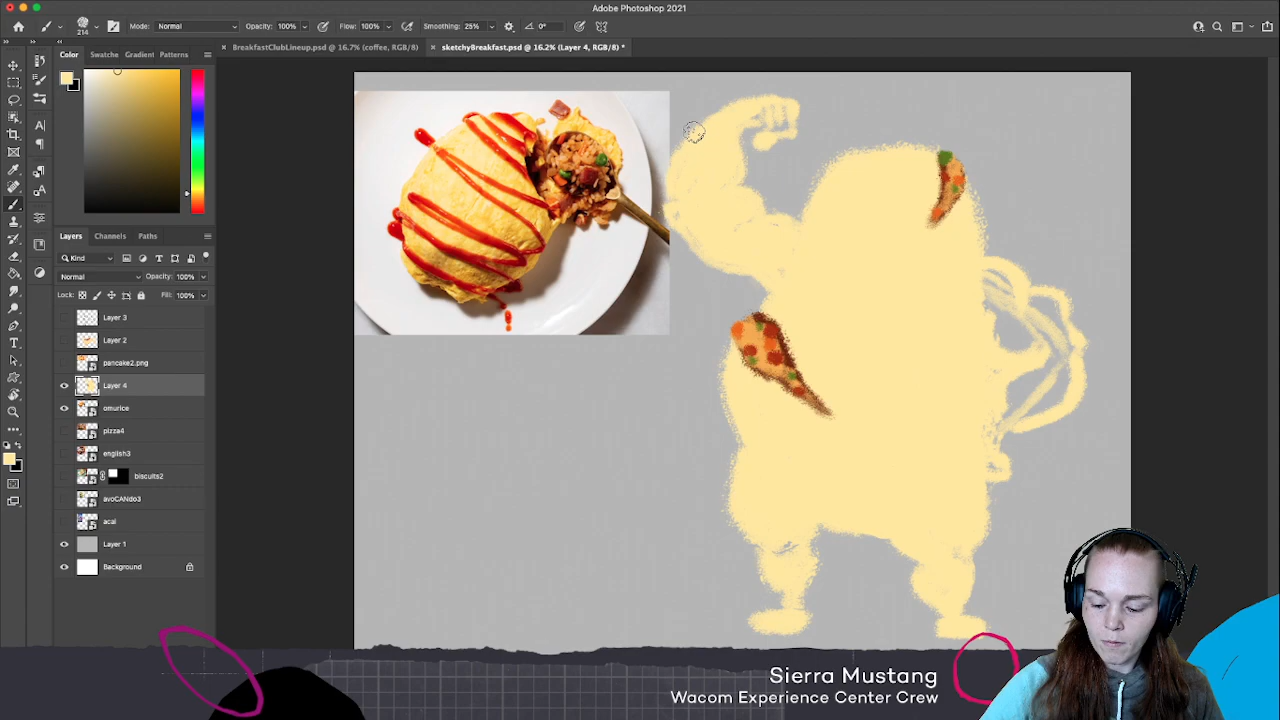 Adobe Photoshop 2021
214 Mode: Normal Opacity: 100% Flow: 100% Smoothing: 25% 0°
× BreakfastClubLineup.psd @ 16.7% (coffee, RGB/8) × sketchyBreakfast.psd @ 16.2% (Layer 4, RGB/8) *
Color Swatche Gradient Patterns
Layers Channels Paths
Kind
Normal Opacity: 100%
Lock: Fill: 100%
Layer 3
Layer 2
pancake2.png
Layer 4
omurice
pizza4
english3
biscuits2
avoCANdo3
acai
Layer 1
Background
Sierra Mustang
Wacom Experience Center Crew